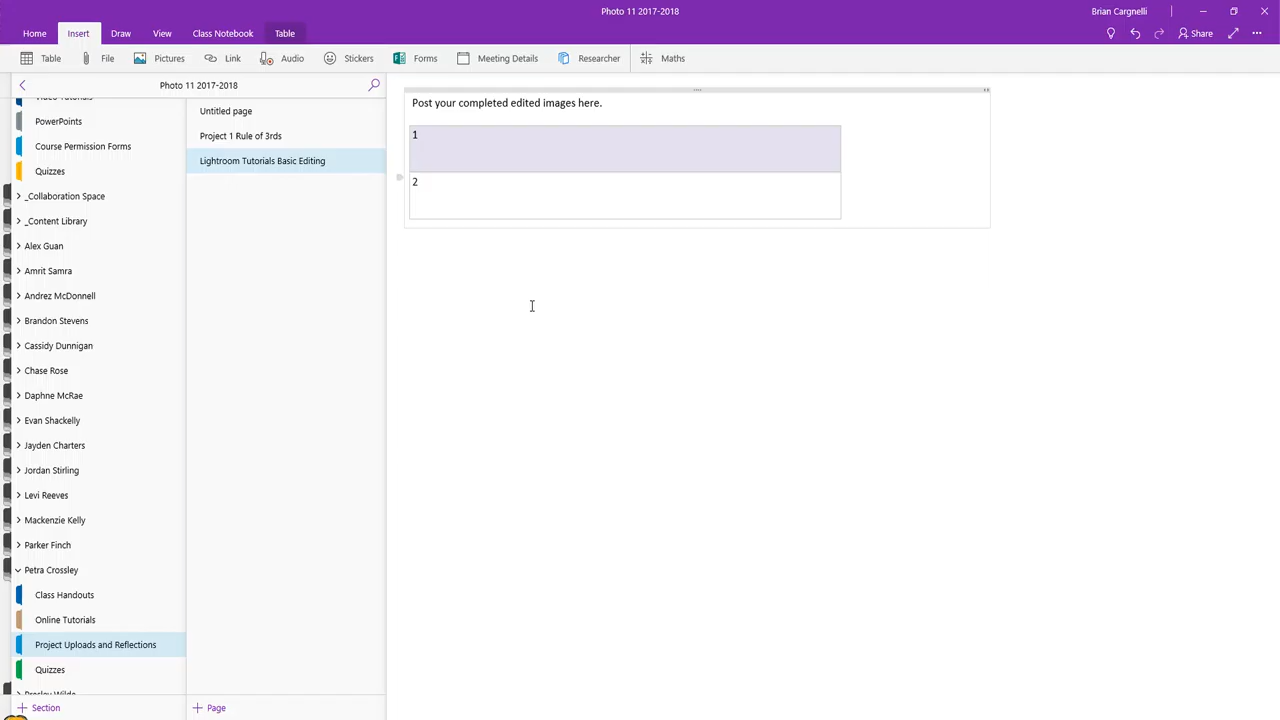 Photo 11 2017-2018
Brian Cargnelli
Home Insert Draw View Class Notebook Table
Share
Table File Pictures Link Audio Stickers Forms Meeting Details Researcher Maths
Photo 11 2017-2018
Video Tutorials
PowerPoints
Course Permission Forms
Quizzes
_Collaboration Space
_Content Library
Alex Guan
Amrit Samra
Andrez McDonnell
Brandon Stevens
Cassidy Dunnigan
Chase Rose
Daphne McRae
Evan Shackelly
Jayden Charters
Jordan Stirling
Levi Reeves
Mackenzie Kelly
Parker Finch
Petra Crossley
Class Handouts
Online Tutorials
Project Uploads and Reflections
Quizzes
Presley Wilde
Section
Untitled page
Project 1 Rule of 3rds
Lightroom Tutorials Basic Editing
Page
Post your completed edited images here.
1
2